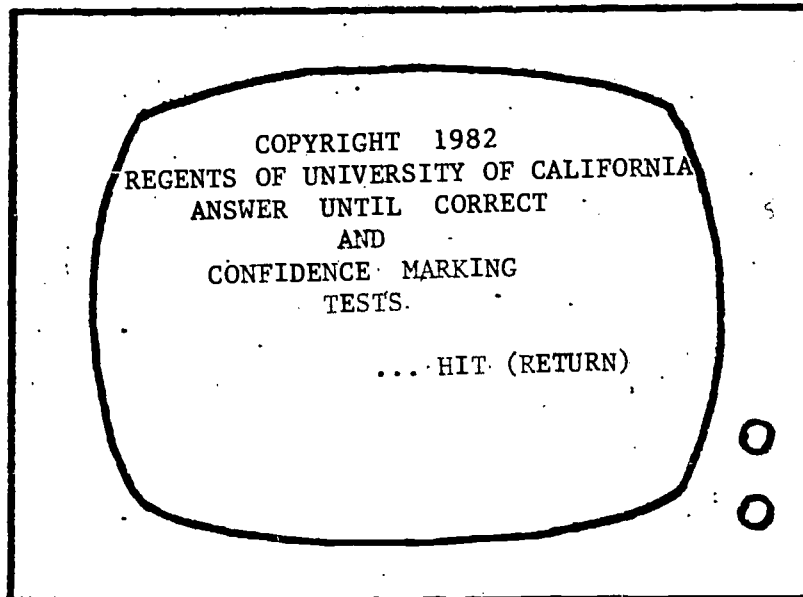 COPYRIGHT 1982
REGENTS OF UNIVERSITY OF CALIFORNIA
ANSWER UNTIL CORRECT
AND
CONFIDENCE MARKING
TESTS.
... HIT (RETURN)